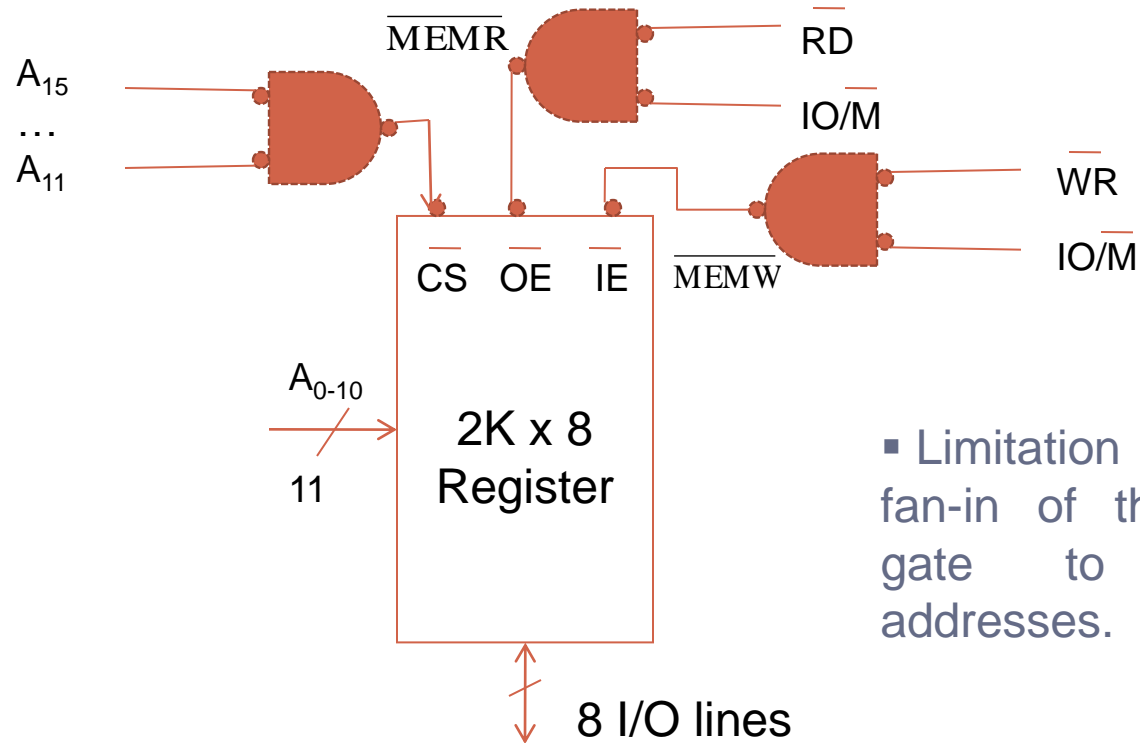 MEMR
RD
A₁₅
…
A₁₁
IO/M
WR
IO/M
CS OE IE
MEMW
A₀₋₁₀
11
2K x 8
Register
▪ Limitation
fan-in of
gate to
addresses.
8 I/O lines